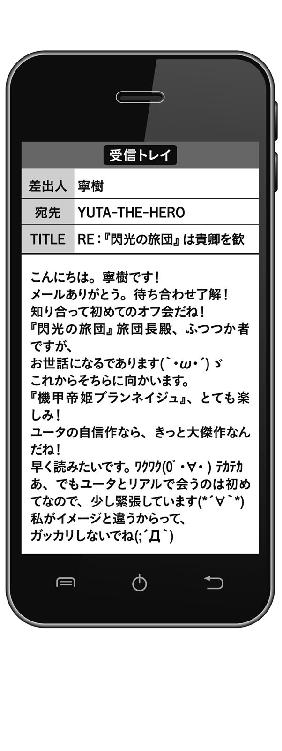 受信トレイ
差出人 寧樹
宛先 YUTA-THE-HERO
TITLE RE：『閃光の旅団』は貴卿を歓
こんにちは。寧樹です！
メールありがとう。待ち合わせ了解！
知り合って初めてのオフ会だね！
『閃光の旅団』旅団長殿、ふつつか者
ですが、
お世話になるであります(｀･ω･´)ゞ
これからそちらに向かいます。
『機甲帝姫ブランネイジュ』、とても楽
しみ！
ユータの自信作なら、きっと大傑作なん
だね！
早く読みたいです。ﾜｸﾜｸ(0ﾟ･∀･)ﾃｶﾃｶ
あ、でもユータとリアルで会うのは初め
てなので、少し緊張しています(*´∀｀*)
私がイメージと違うからって、
ガッカリしないでね(;´Д｀)